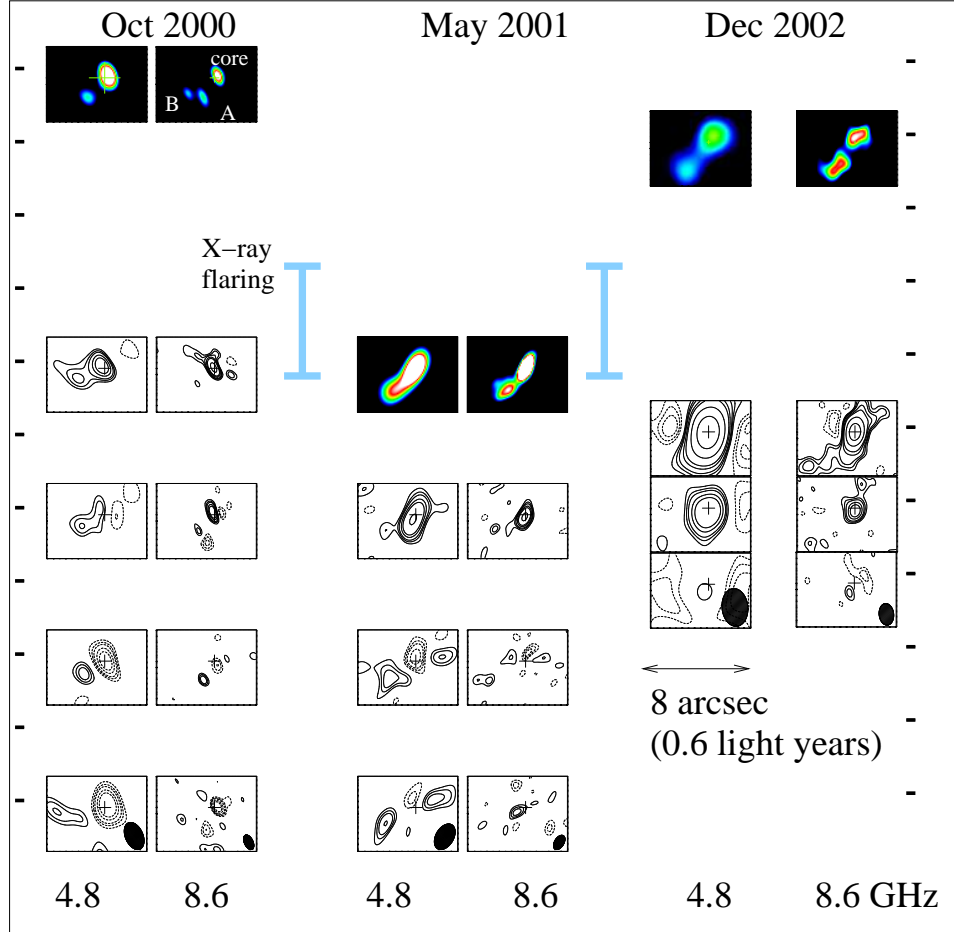 Oct 2000
May 2001
Dec 2002
core
B
A
X-ray
flaring
8 arcsec
(0.6 light years)
4.8
8.6
4.8
8.6
4.8
8.6 GHz